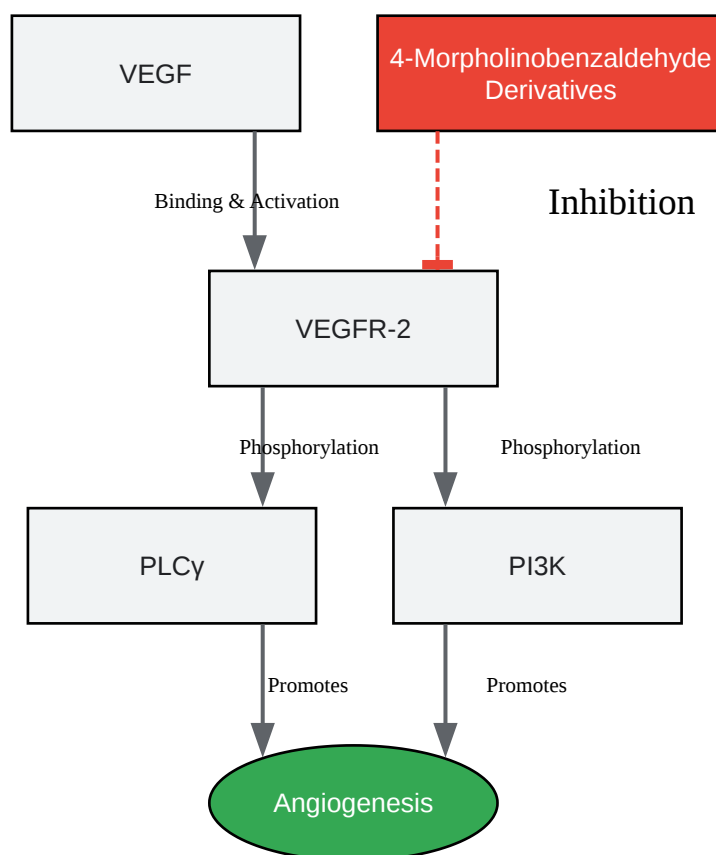 VEGF
4-Morpholinobenzaldehyde
Derivatives
Binding & Activation
Inhibition
VEGFR-2
Phosphorylation
Phosphorylation
PLCγ
PI3K
Promotes
Promotes
Angiogenesis